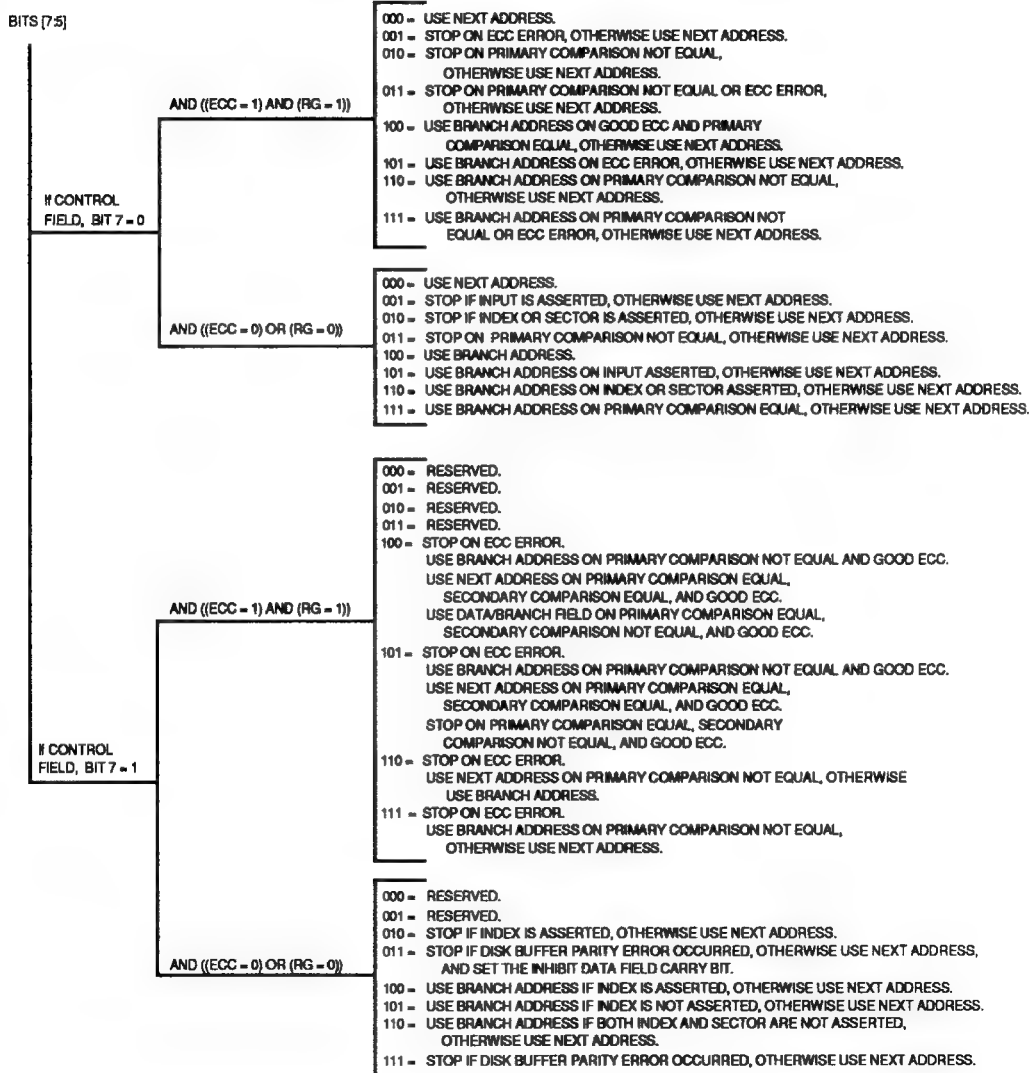 BITS [7:5]
000 = USE NEXT ADDRESS.
001 = STOP ON ECC ERROR, OTHERWISE USE NEXT ADDRESS.
010 = STOP ON PRIMARY COMPARISON NOT EQUAL,
OTHERWISE USE NEXT ADDRESS.
011 = STOP ON PRIMARY COMPARISON NOT EQUAL OR ECC ERROR,
OTHERWISE USE NEXT ADDRESS.
100 = USE BRANCH ADDRESS ON GOOD ECC AND PRIMARY
COMPARISON EQUAL, OTHERWISE USE NEXT ADDRESS.
101 = USE BRANCH ADDRESS ON ECC ERROR, OTHERWISE USE NEXT ADDRESS.
110 = USE BRANCH ADDRESS ON PRIMARY COMPARISON NOT EQUAL,
OTHERWISE USE NEXT ADDRESS.
111 = USE BRANCH ADDRESS ON PRIMARY COMPARISON NOT
EQUAL OR ECC ERROR, OTHERWISE USE NEXT ADDRESS.
AND ((ECC = 1) AND (RG = 1))
If CONTROL
FIELD, BIT 7 = 0
AND ((ECC = 0) OR (RG = 0))
000 = USE NEXT ADDRESS.
001 = STOP IF INPUT IS ASSERTED, OTHERWISE USE NEXT ADDRESS.
010 = STOP IF INDEX OR SECTOR IS ASSERTED, OTHERWISE USE NEXT ADDRESS.
011 = STOP ON PRIMARY COMPARISON NOT EQUAL, OTHERWISE USE NEXT ADDRESS.
100 = USE BRANCH ADDRESS.
101 = USE BRANCH ADDRESS ON INPUT ASSERTED, OTHERWISE USE NEXT ADDRESS.
110 = USE BRANCH ADDRESS ON INDEX OR SECTOR ASSERTED, OTHERWISE USE NEXT ADDRESS.
111 = USE BRANCH ADDRESS ON PRIMARY COMPARISON EQUAL, OTHERWISE USE NEXT ADDRESS.
000 = RESERVED.
001 = RESERVED.
010 = RESERVED.
011 = RESERVED.
100 = STOP ON ECC ERROR.
USE BRANCH ADDRESS ON PRIMARY COMPARISON NOT EQUAL AND GOOD ECC.
USE NEXT ADDRESS ON PRIMARY COMPARISON EQUAL,
SECONDARY COMPARISON EQUAL, AND GOOD ECC.
USE DATA/BRANCH FIELD ON PRIMARY COMPARISON EQUAL,
SECONDARY COMPARISON NOT EQUAL, AND GOOD ECC.
101 = STOP ON ECC ERROR.
USE BRANCH ADDRESS ON PRIMARY COMPARISON NOT EQUAL AND GOOD ECC.
USE NEXT ADDRESS ON PRIMARY COMPARISON EQUAL,
SECONDARY COMPARISON EQUAL, AND GOOD ECC.
STOP ON PRIMARY COMPARISON EQUAL, SECONDARY
COMPARISON NOT EQUAL, AND GOOD ECC.
110 = STOP ON ECC ERROR.
USE NEXT ADDRESS ON PRIMARY COMPARISON NOT EQUAL, OTHERWISE
USE BRANCH ADDRESS.
111 = STOP ON ECC ERROR.
USE BRANCH ADDRESS ON PRIMARY COMPARISON NOT EQUAL,
OTHERWISE USE NEXT ADDRESS.
AND ((ECC = 1) AND (RG = 1))
If CONTROL
FIELD, BIT 7 = 1
AND ((ECC = 0) OR (RG = 0))
000 = RESERVED.
001 = RESERVED.
010 = STOP IF INDEX IS ASSERTED, OTHERWISE USE NEXT ADDRESS.
011 = STOP IF DISK BUFFER PARITY ERROR OCCURRED, OTHERWISE USE NEXT ADDRESS,
AND SET THE INHIBIT DATA FIELD CARRY BIT.
100 = USE BRANCH ADDRESS IF INDEX IS ASSERTED, OTHERWISE USE NEXT ADDRESS.
101 = USE BRANCH ADDRESS IF INDEX IS NOT ASSERTED, OTHERWISE USE NEXT ADDRESS.
110 = USE BRANCH ADDRESS IF BOTH INDEX AND SECTOR ARE NOT ASSERTED,
OTHERWISE USE NEXT ADDRESS.
111 = STOP IF DISK BUFFER PARITY ERROR OCCURRED, OTHERWISE USE NEXT ADDRESS.